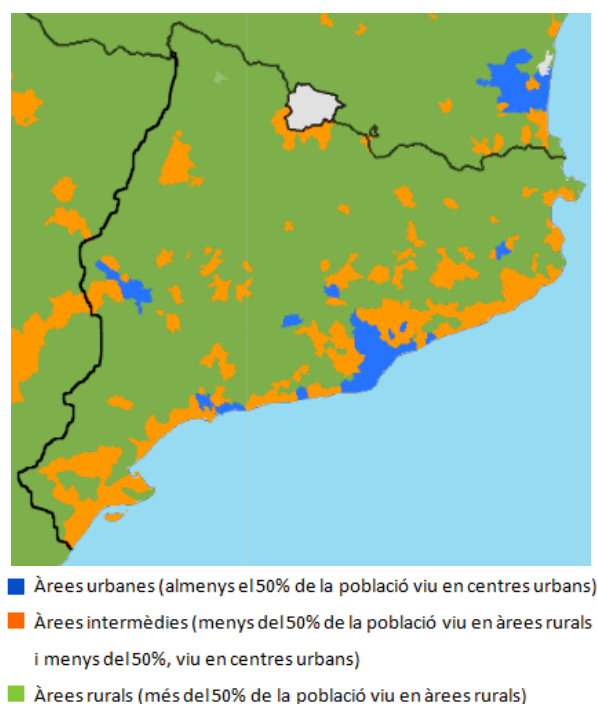 Àrees urbanes (almenys el 50% de la població viu en centres urbans)
Àrees intermèdies (menys del 50% de la població viu en àrees rurals
i menys del 50%, viu en centres urbans)
Àrees rurals (més del 50% de la població viu en àrees rurals)